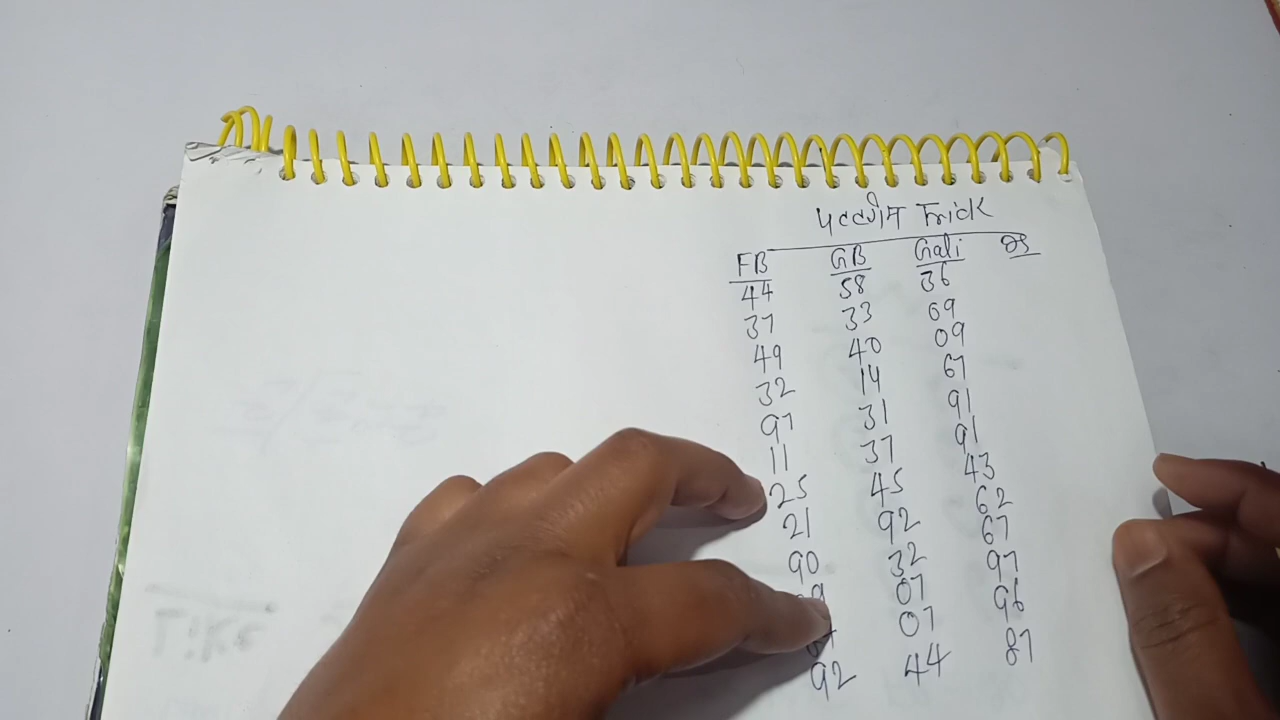 Trick
FB GB Gali
44 58 36
37 33 69
49 40 09
32 14 67
97 31 91
11 37 91
25 45 43
21 92 62
90 32 67
07 97
07 96
92 44 87